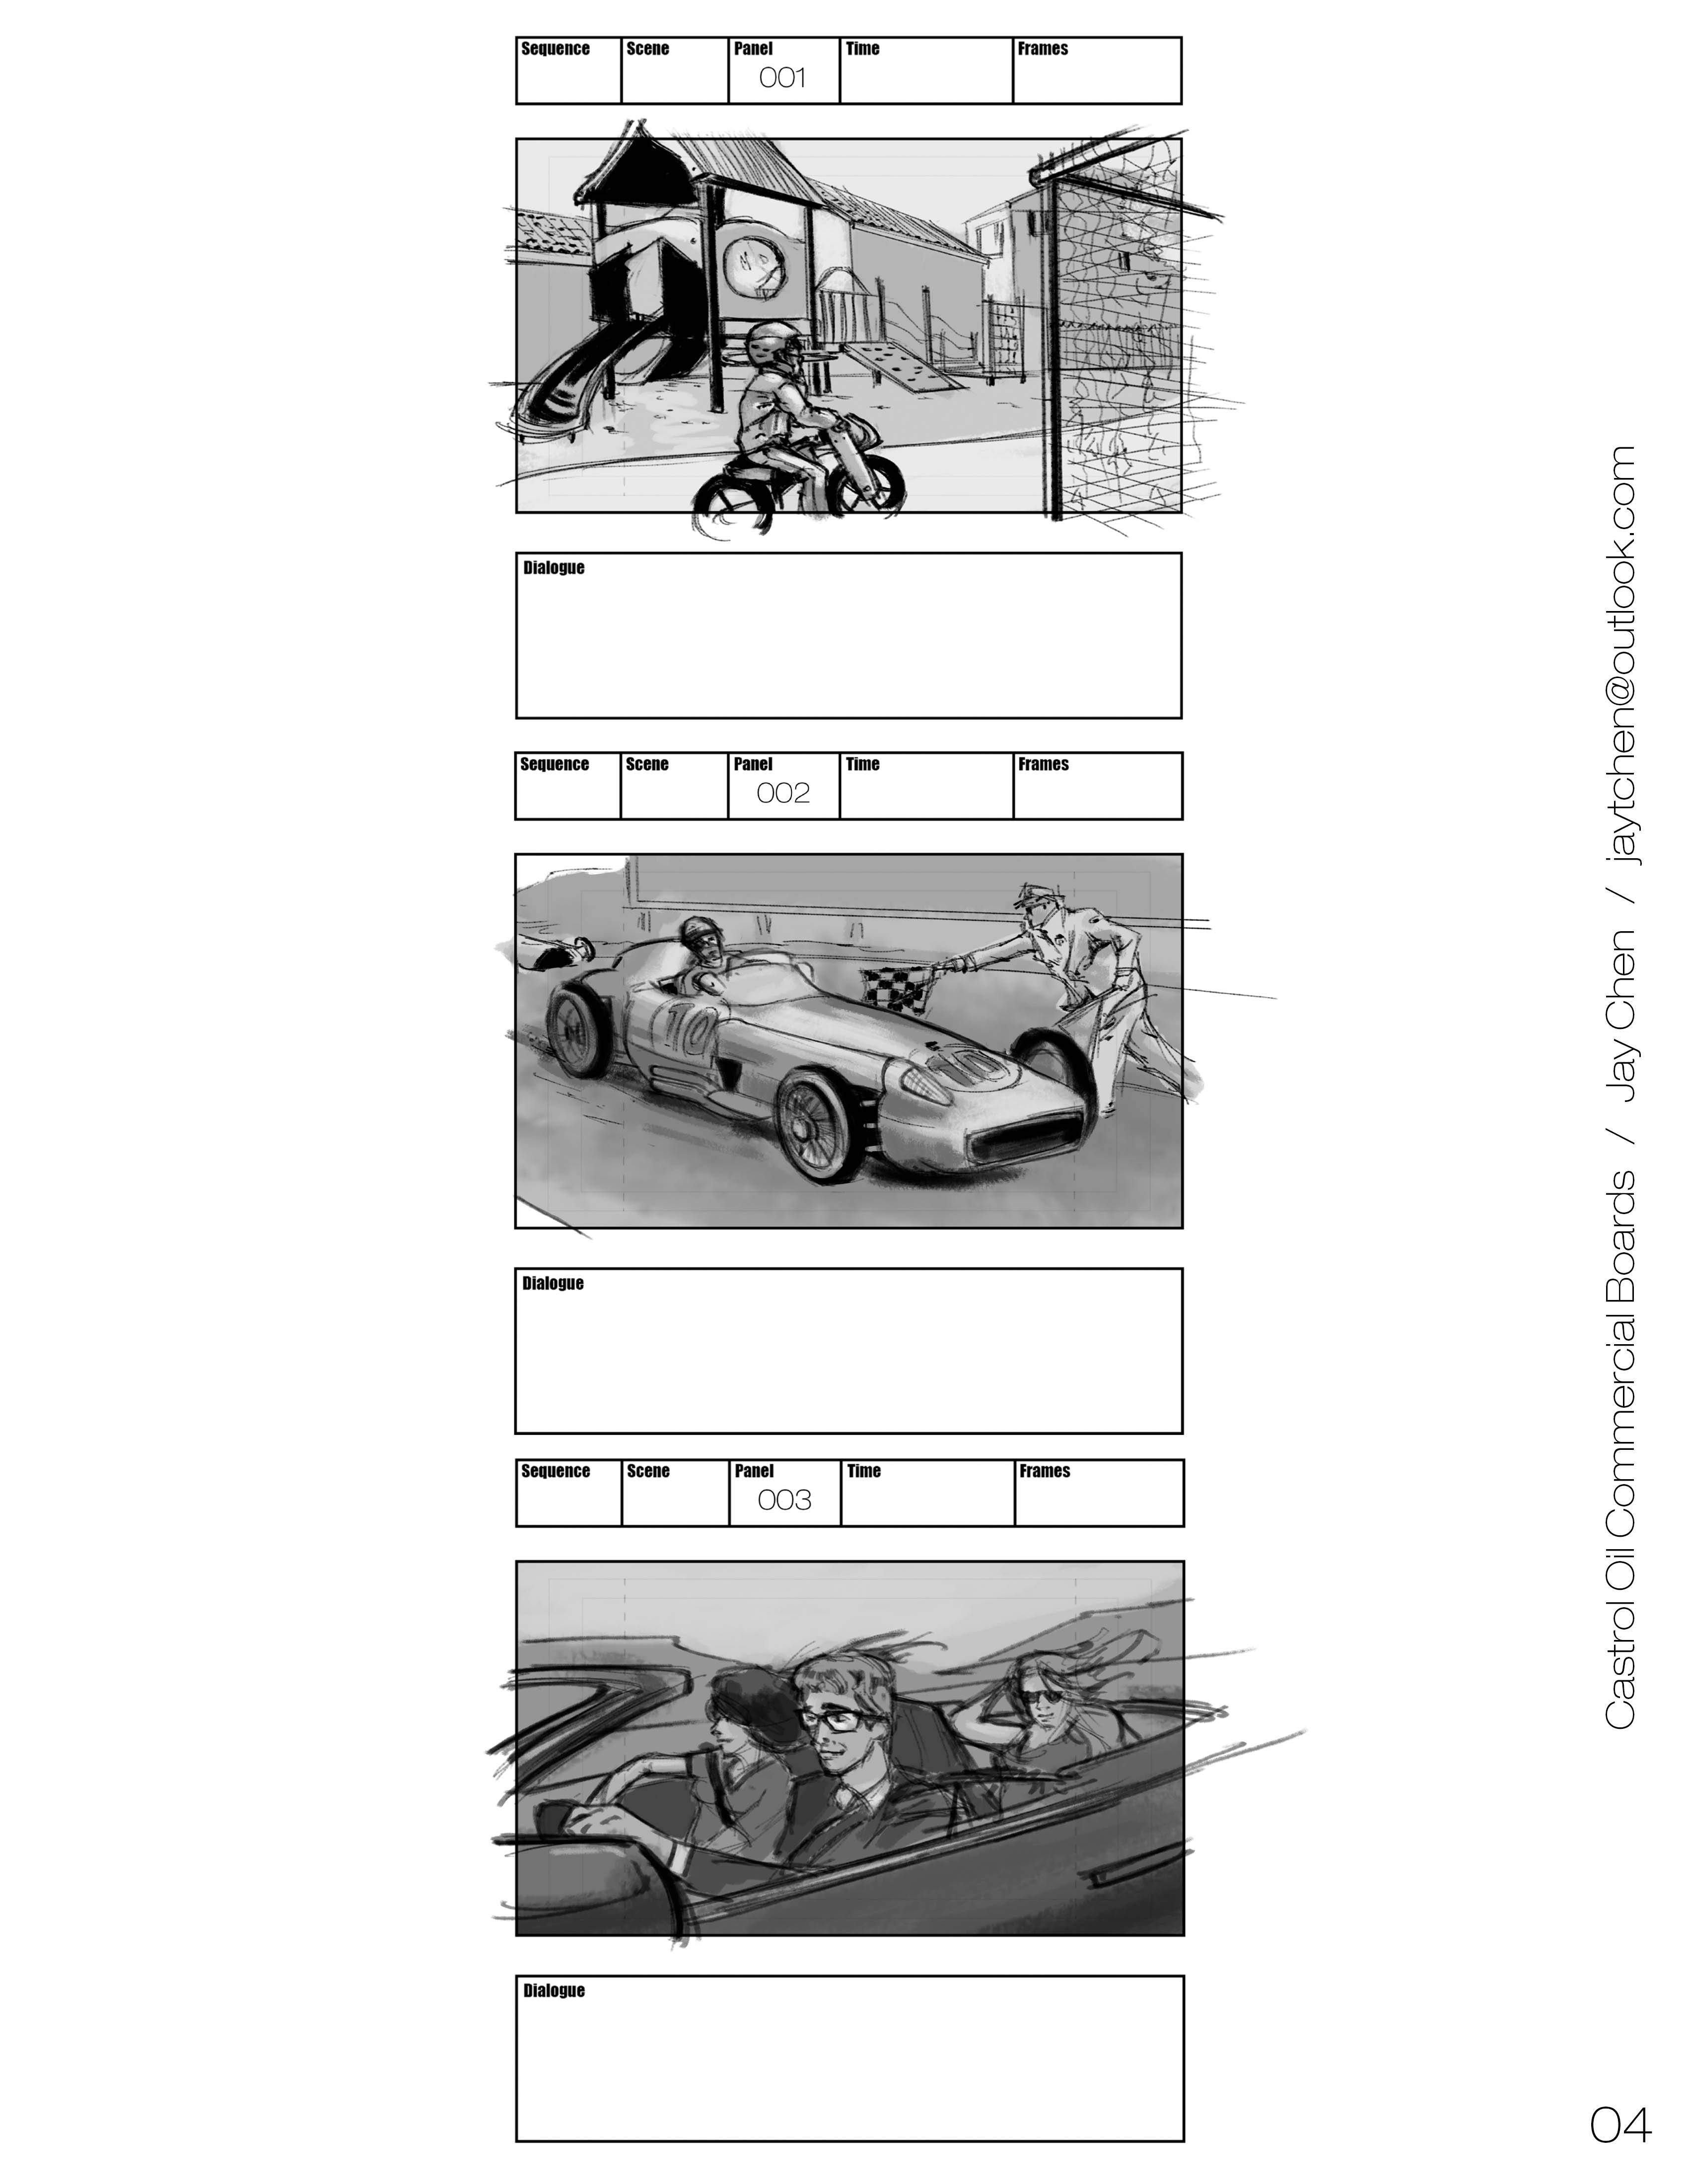 Sequence Scene Panel Time Frames
001
Dialogue
Sequence Scene Panel Time Frames
002
10
10
Dialogue
Sequence Scene Panel Time Frames
003
Dialogue
Castrol Oil Commercial Boards / Jay Chen / jaytchen@outlook.com
04